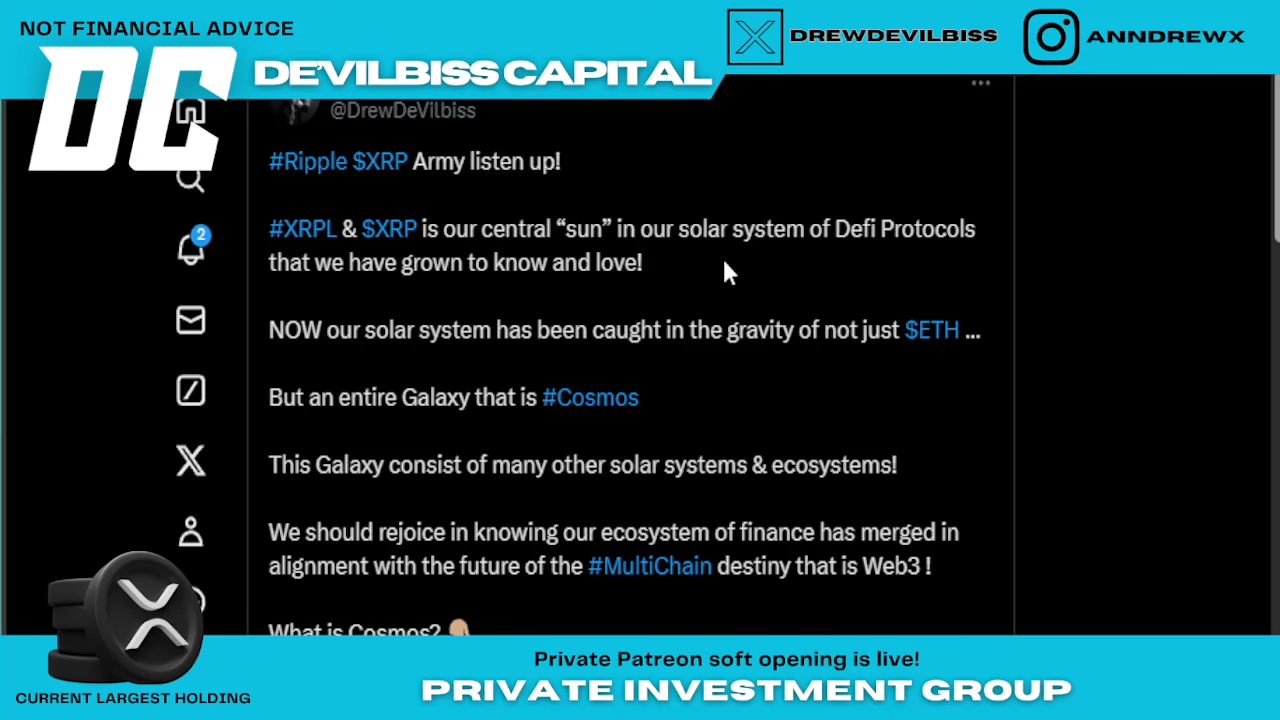 NOT FINANCIAL ADVICE
DC
DE'VILBISS CAPITAL
DREWDEVILBISS
ANNDREWX
@DrewDeVilbiss
#Ripple $XRP Army listen up!
#XRPL & $XRP is our central “sun” in our solar system of Defi Protocols
that we have grown to know and love!
NOW our solar system has been caught in the gravity of not just $ETH ...
But an entire Galaxy that is #Cosmos
This Galaxy consist of many other solar systems & ecosystems!
We should rejoice in knowing our ecosystem of finance has merged in
alignment with the future of the #MultiChain destiny that is Web3 !
What is Cosmos?
2
CURRENT LARGEST HOLDING
Private Patreon soft opening is live!
PRIVATE INVESTMENT GROUP